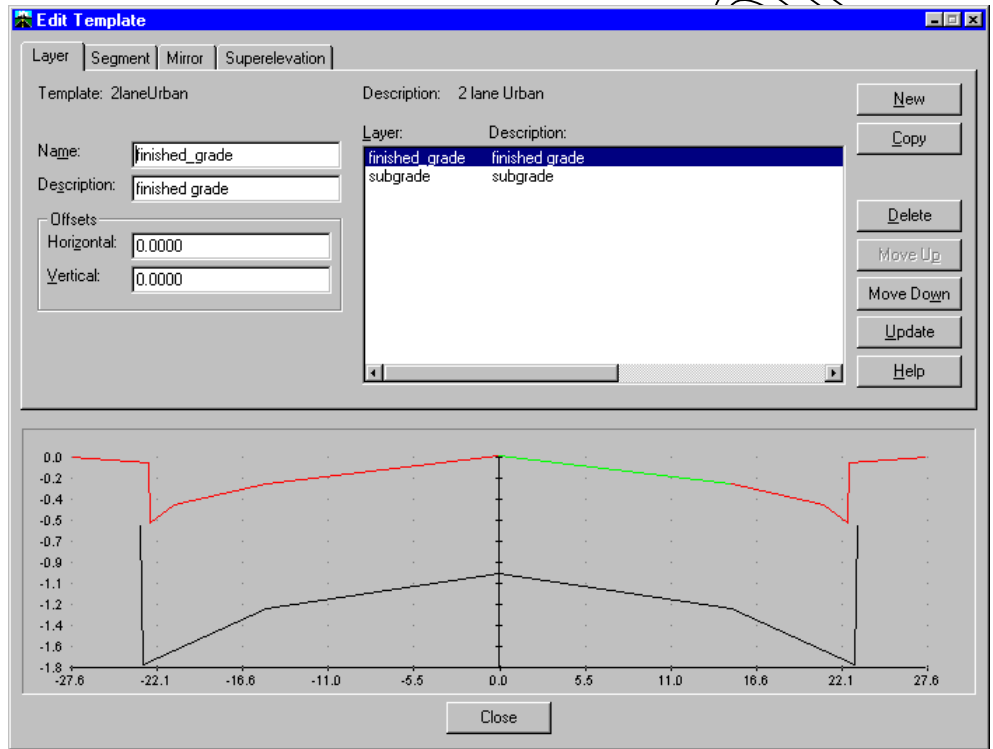 Edit Template
Layer Segment Mirror Superelevation
Template: 2laneUrban Description: 2 lane Urban
New
Layer: Description:
Copy
Name: finished_grade
finished_grade finished grade
subgrade subgrade
Description: finished grade
Offsets
Delete
Horizontal: 0.0000
Move Up
Vertical: 0.0000
Move Down
Update
Help
0.0
-0.2
-0.4
-0.5
-0.7
-0.9
-1.1
-1.2
-1.4
-1.6
-1.8
-27.6 -22.1 -16.6 -11.0 -5.5 0.0 5.5 11.0 16.6 22.1 27.6
Close